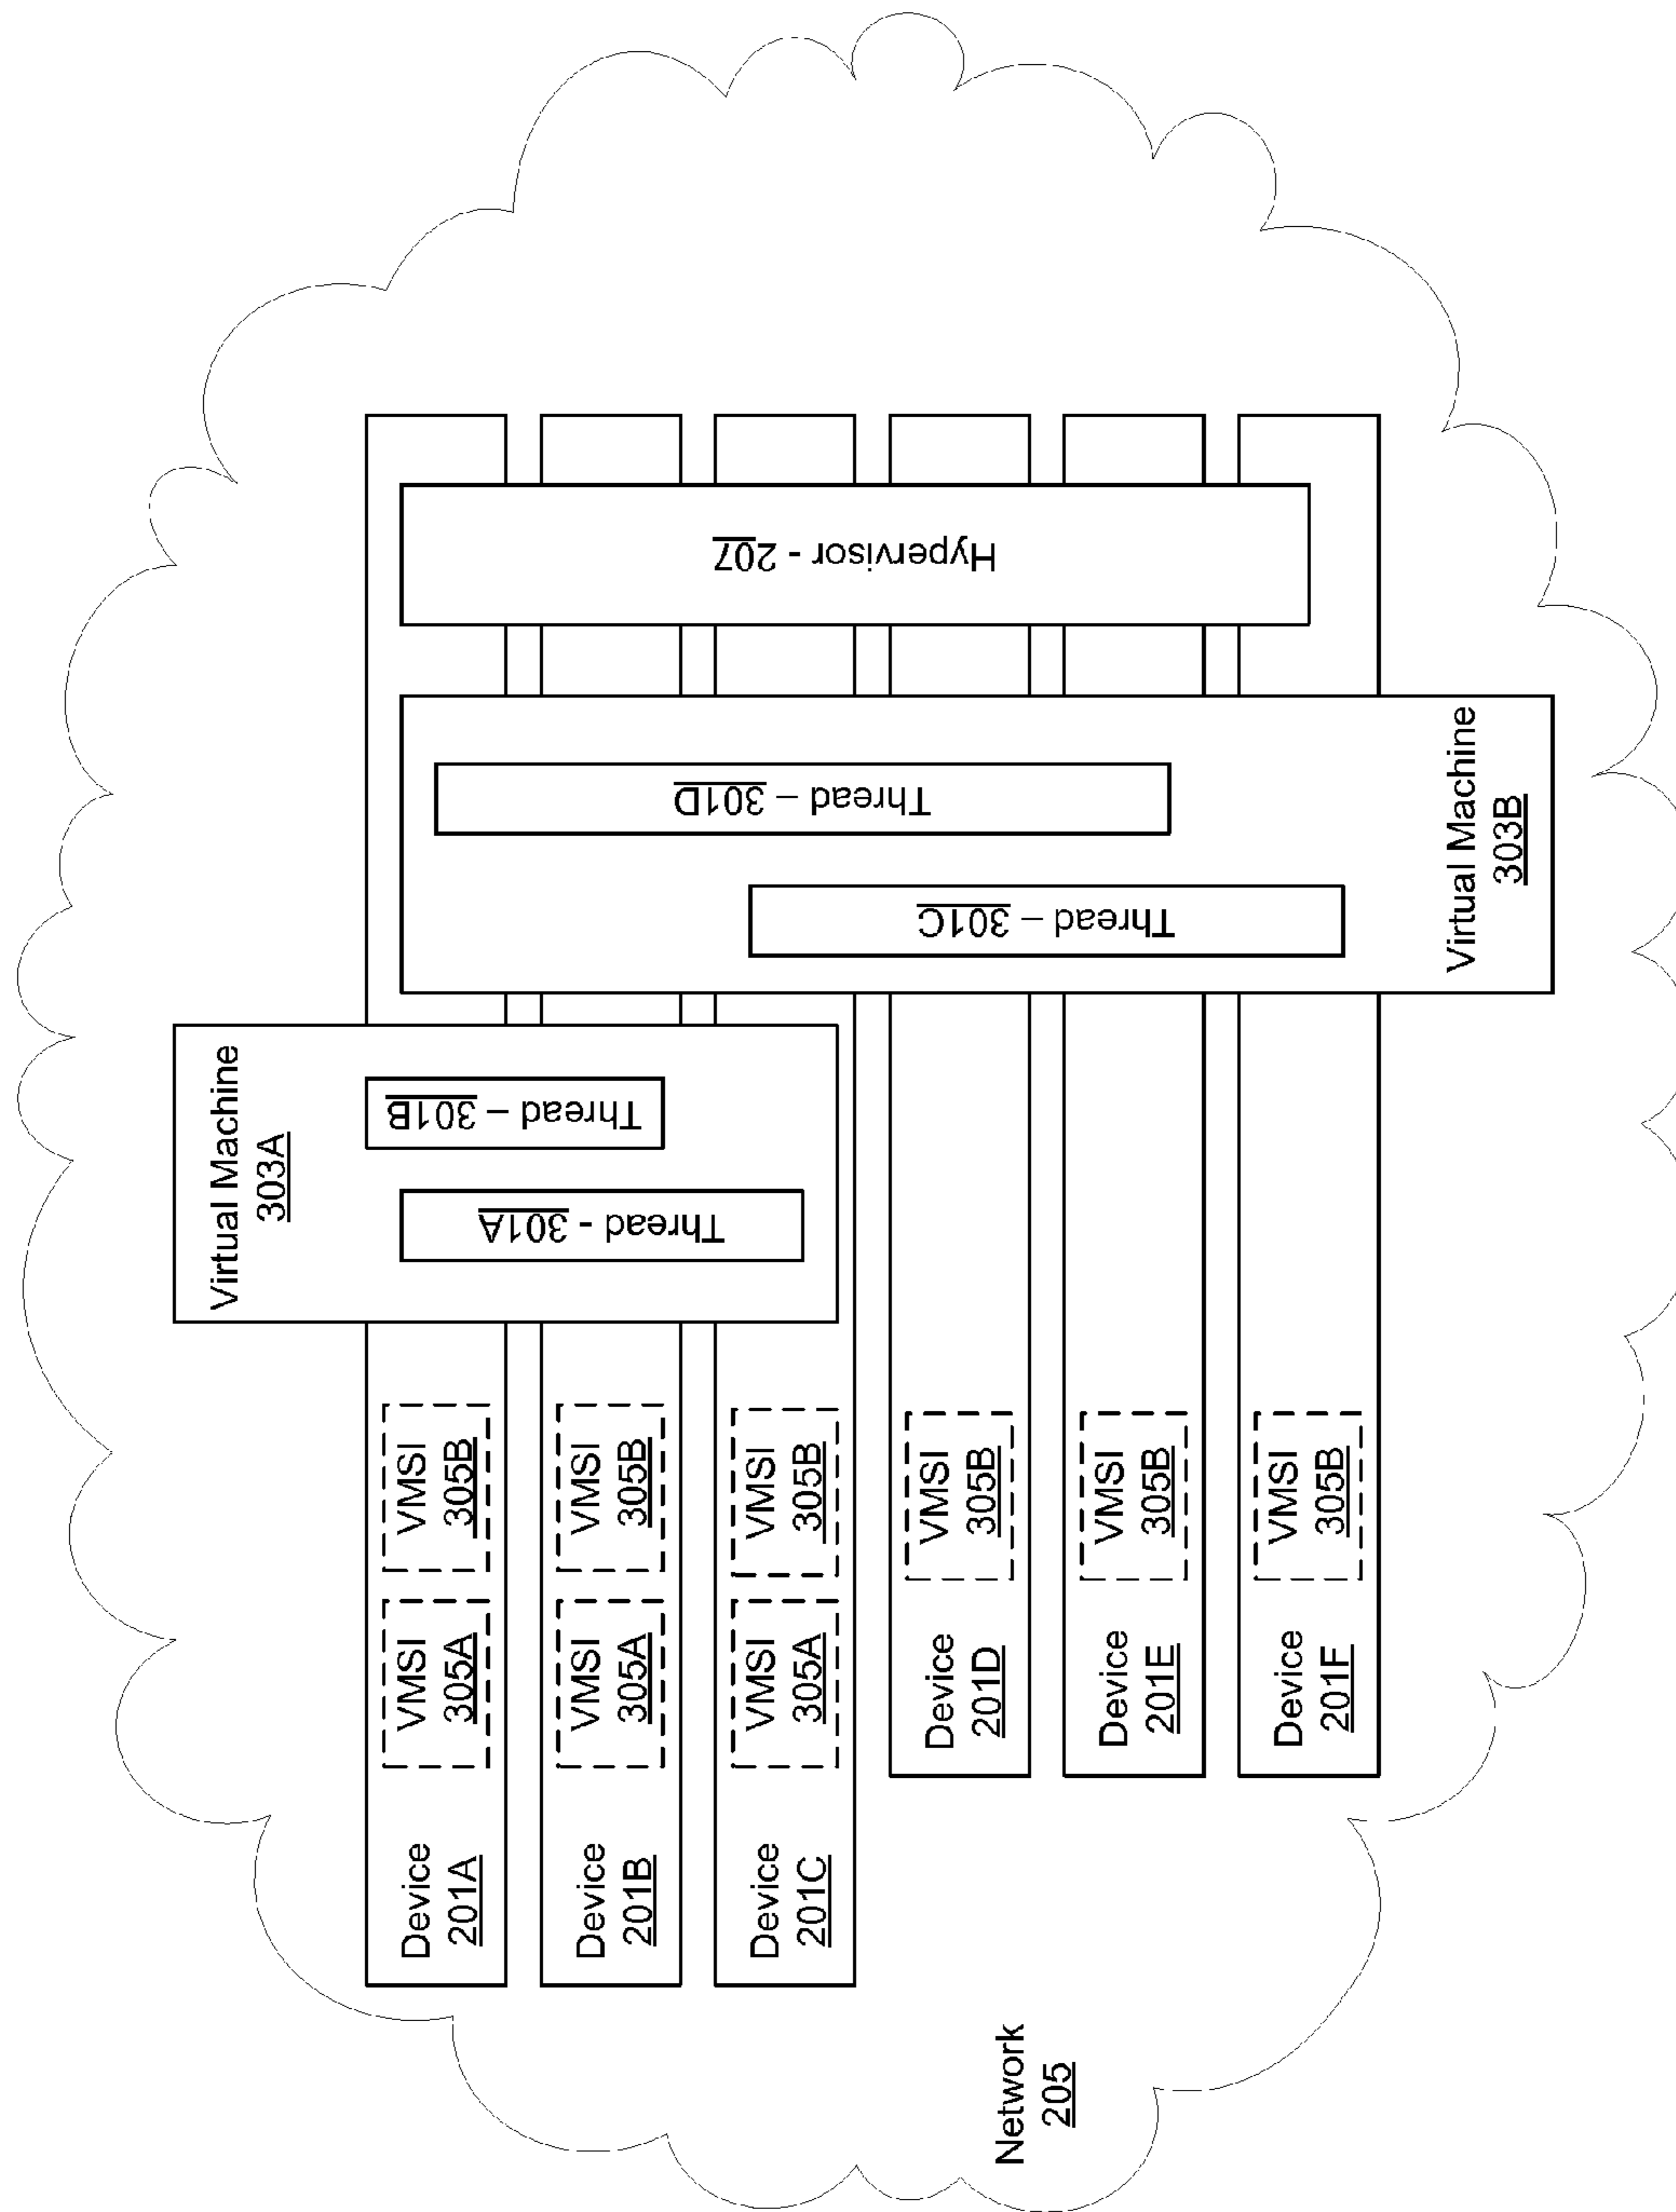 Network
205
Device
201A
VMSI
305A
VMSI
305B
Device
201B
VMSI
305A
VMSI
305B
Device
201C
VMSI
305A
VMSI
305B
Device
201D
VMSI
305B
Device
201E
VMSI
305B
Device
201F
VMSI
305B
Virtual Machine
303A
Thread - 301A
Thread – 301B
Virtual Machine
303B
Thread – 301C
Thread – 301D
Hypervisor - 207